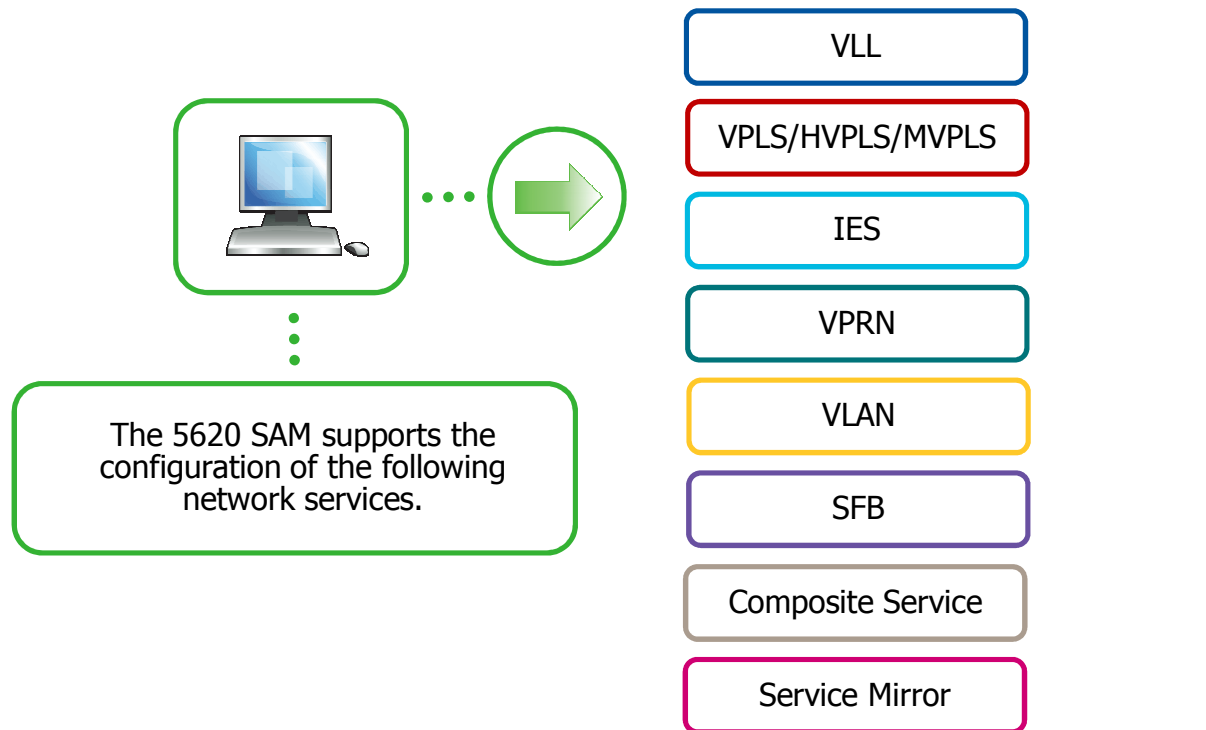 VLL
VPLS/HVPLS/MVPLS
IES
VPRN
The 5620 SAM supports the
configuration of the following
network services.
VLAN
SFB
Composite Service
Service Mirror